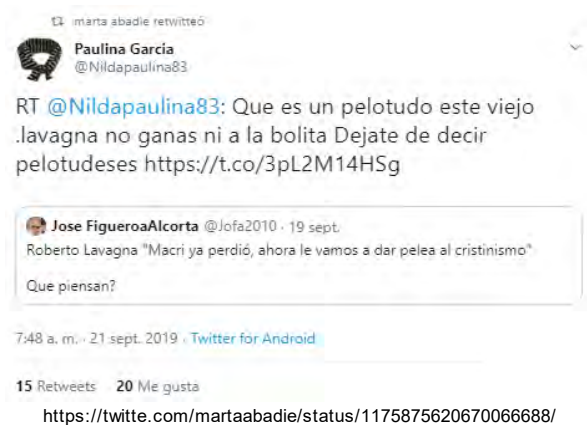 marta abadie retwitteó
Paulina Garcia
@Nildapaulina83
RT @Nildapaulina83: Que es un pelotudo este viejo
.lavagna no ganas ni a la bolita Dejate de decir
pelotudeses https://t.co/3pL2M14HSg
Jose FigueroaAlcorta @Jofa2010 · 19 sept.
Roberto Lavagna "Macri ya perdió, ahora le vamos a dar pelea al cristinismo"
Que piensan?
7:48 a. m. · 21 sept. 2019 · Twitter for Android
15 Retweets 20 Me gusta
https://twitte.com/martaabadie/status/1175875620670066688/